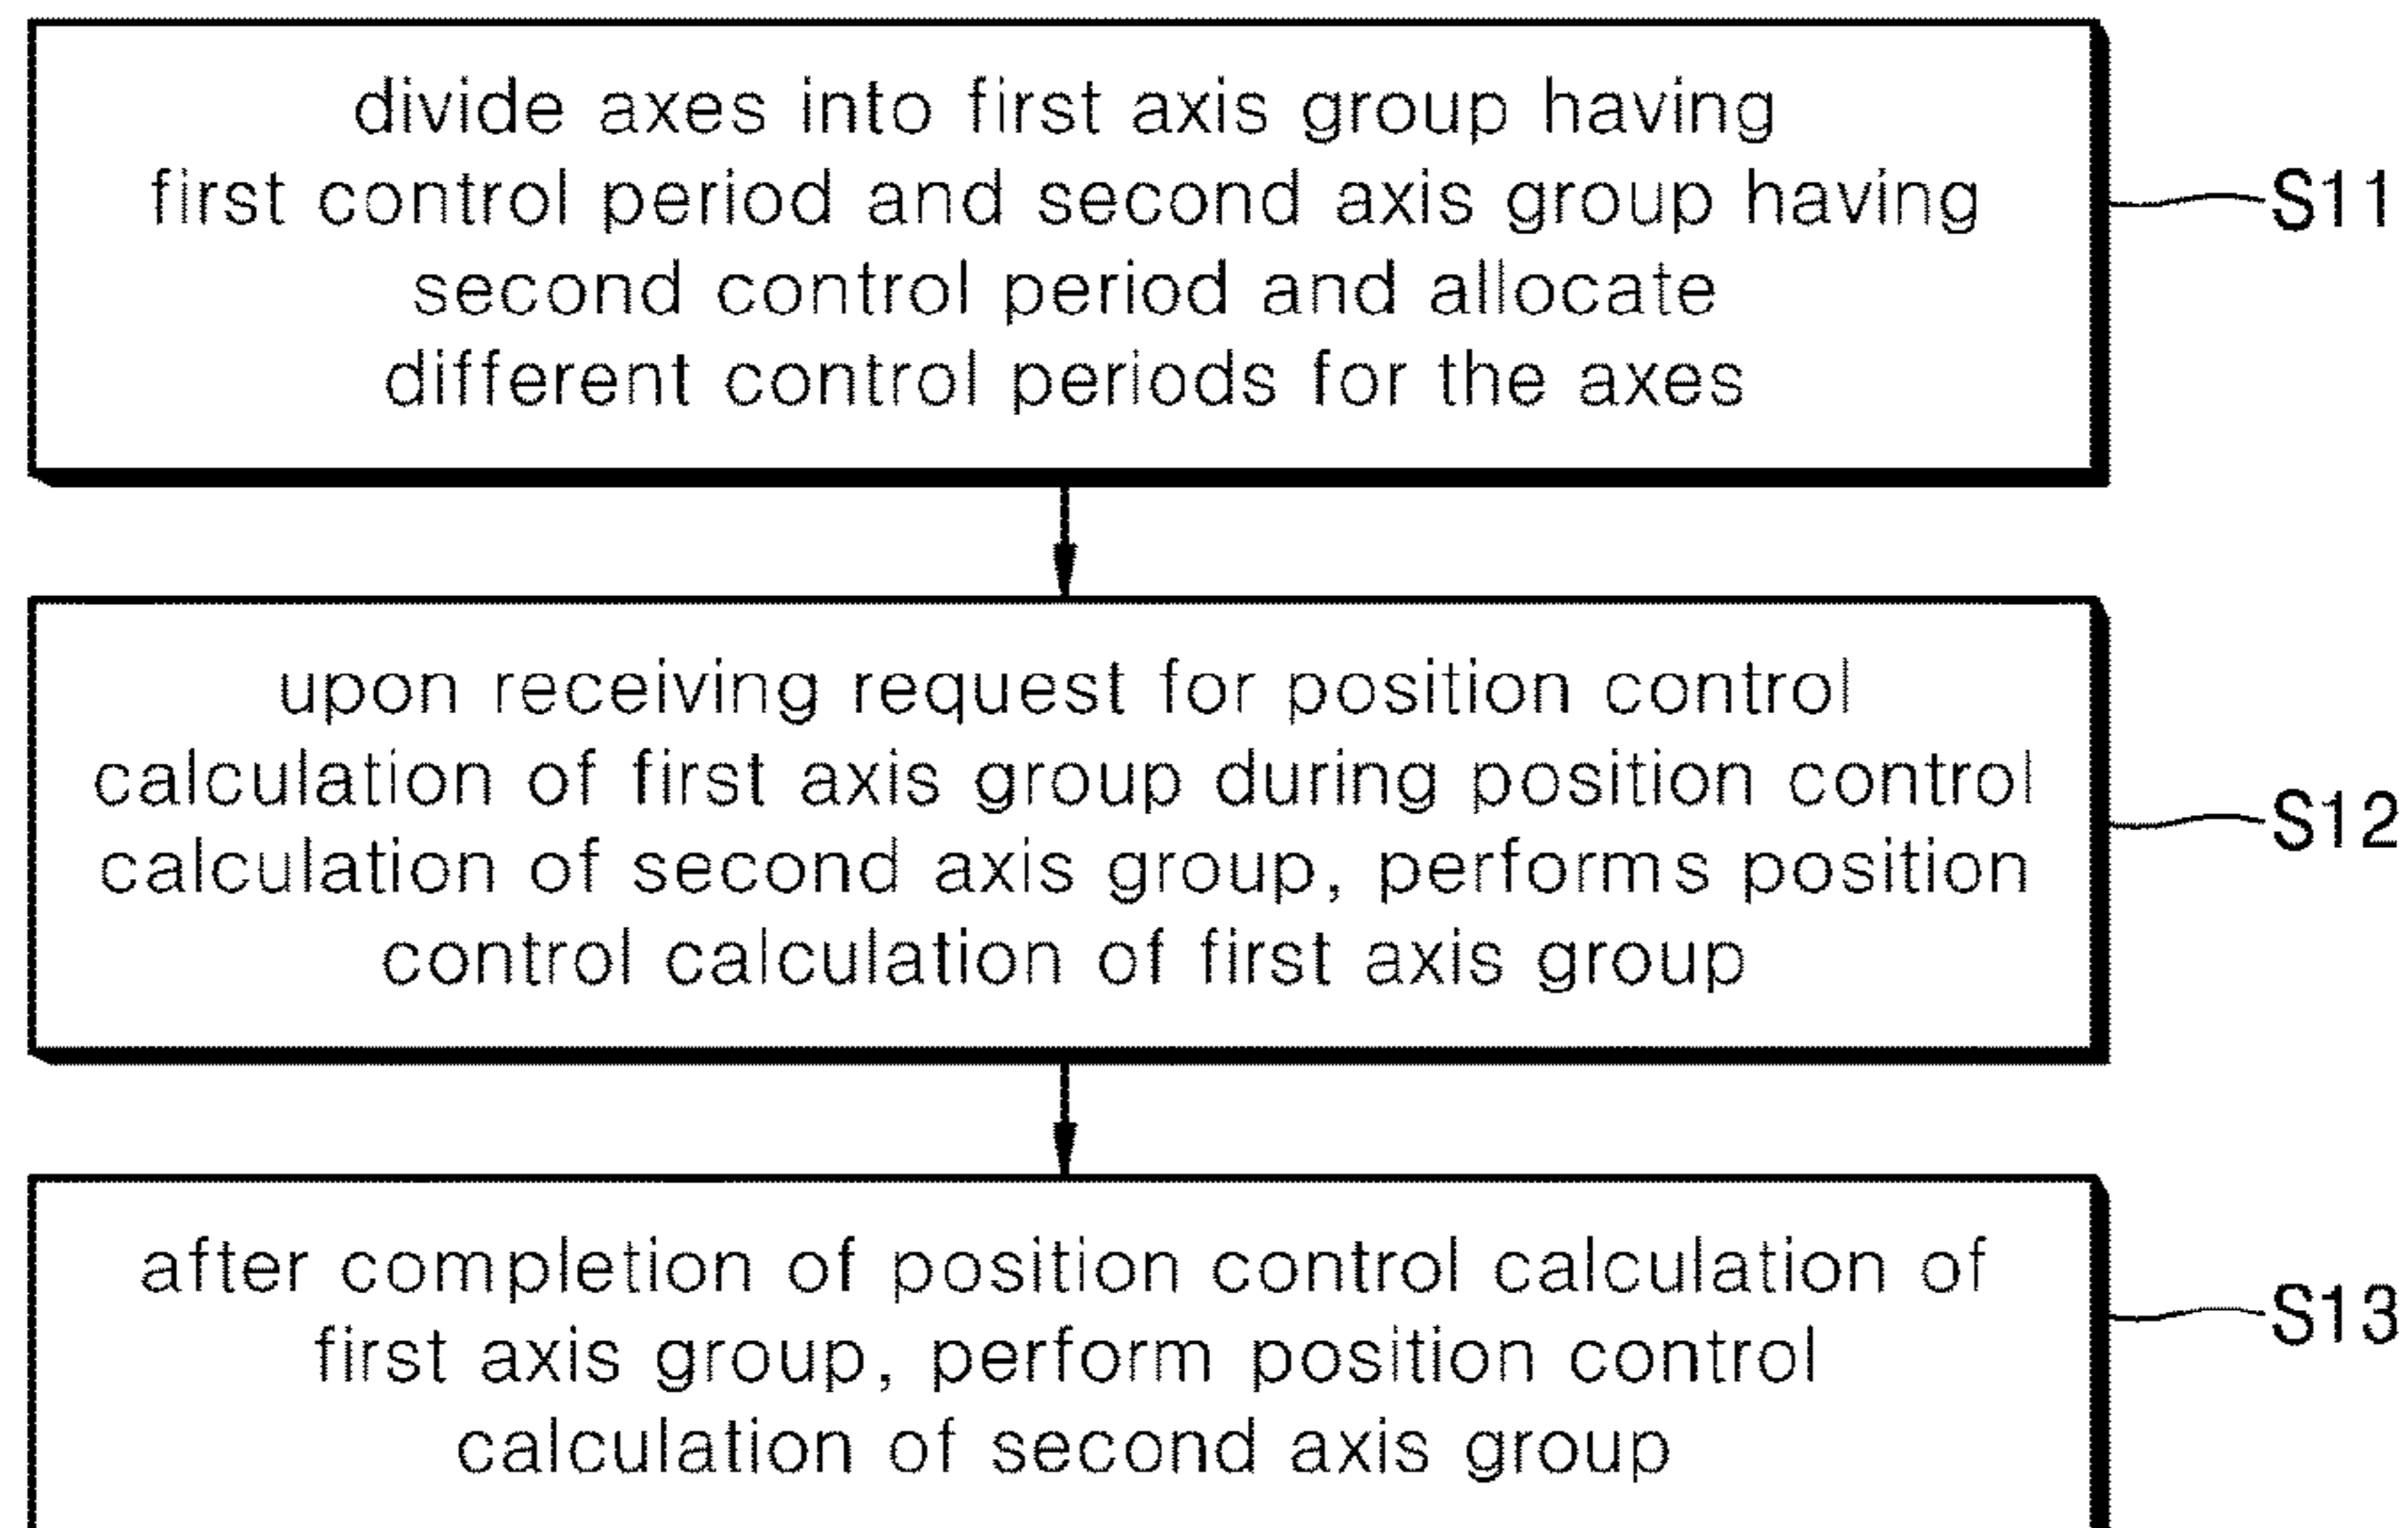 divide axes into first axis group having
first control period and second axis group having
second control period and allocate
different control periods for the axes
S11
upon receiving request for position control
calculation of first axis group during position control
calculation of second axis group, performs position
control calculation of first axis group
S12
after completion of position control calculation of
first axis group, perform position control
calculation of second axis group
S13